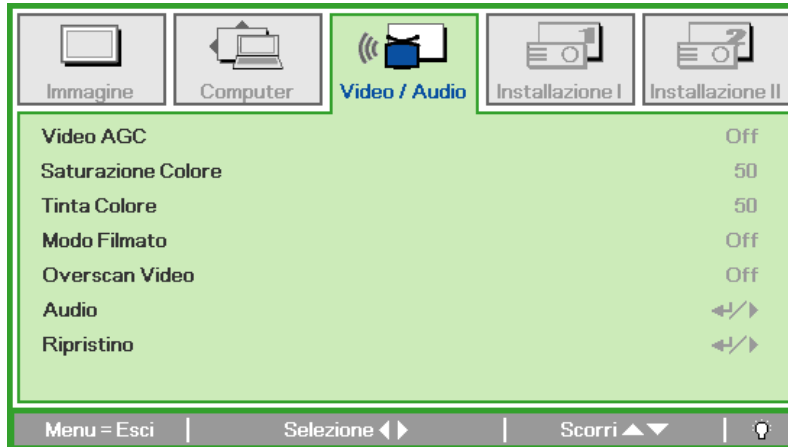 Immagine
Computer
Video / Audio
Installazione I
Installazione II
Video AGC Off
Saturazione Colore 50
Tinta Colore 50
Modo Filmato Off
Overscan Video Off
Audio
Ripristino
Menu = Esci Selezione Scorri